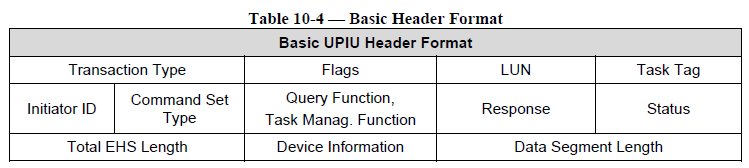 Table 10-4 — Basic Header Format
Basic UPIU Header Format
Transaction Type Flags LUN Task Tag
Initiator ID Command Set Type Query Function, Task Manag. Function Response Status
Total EHS Length Device Information Data Segment Length